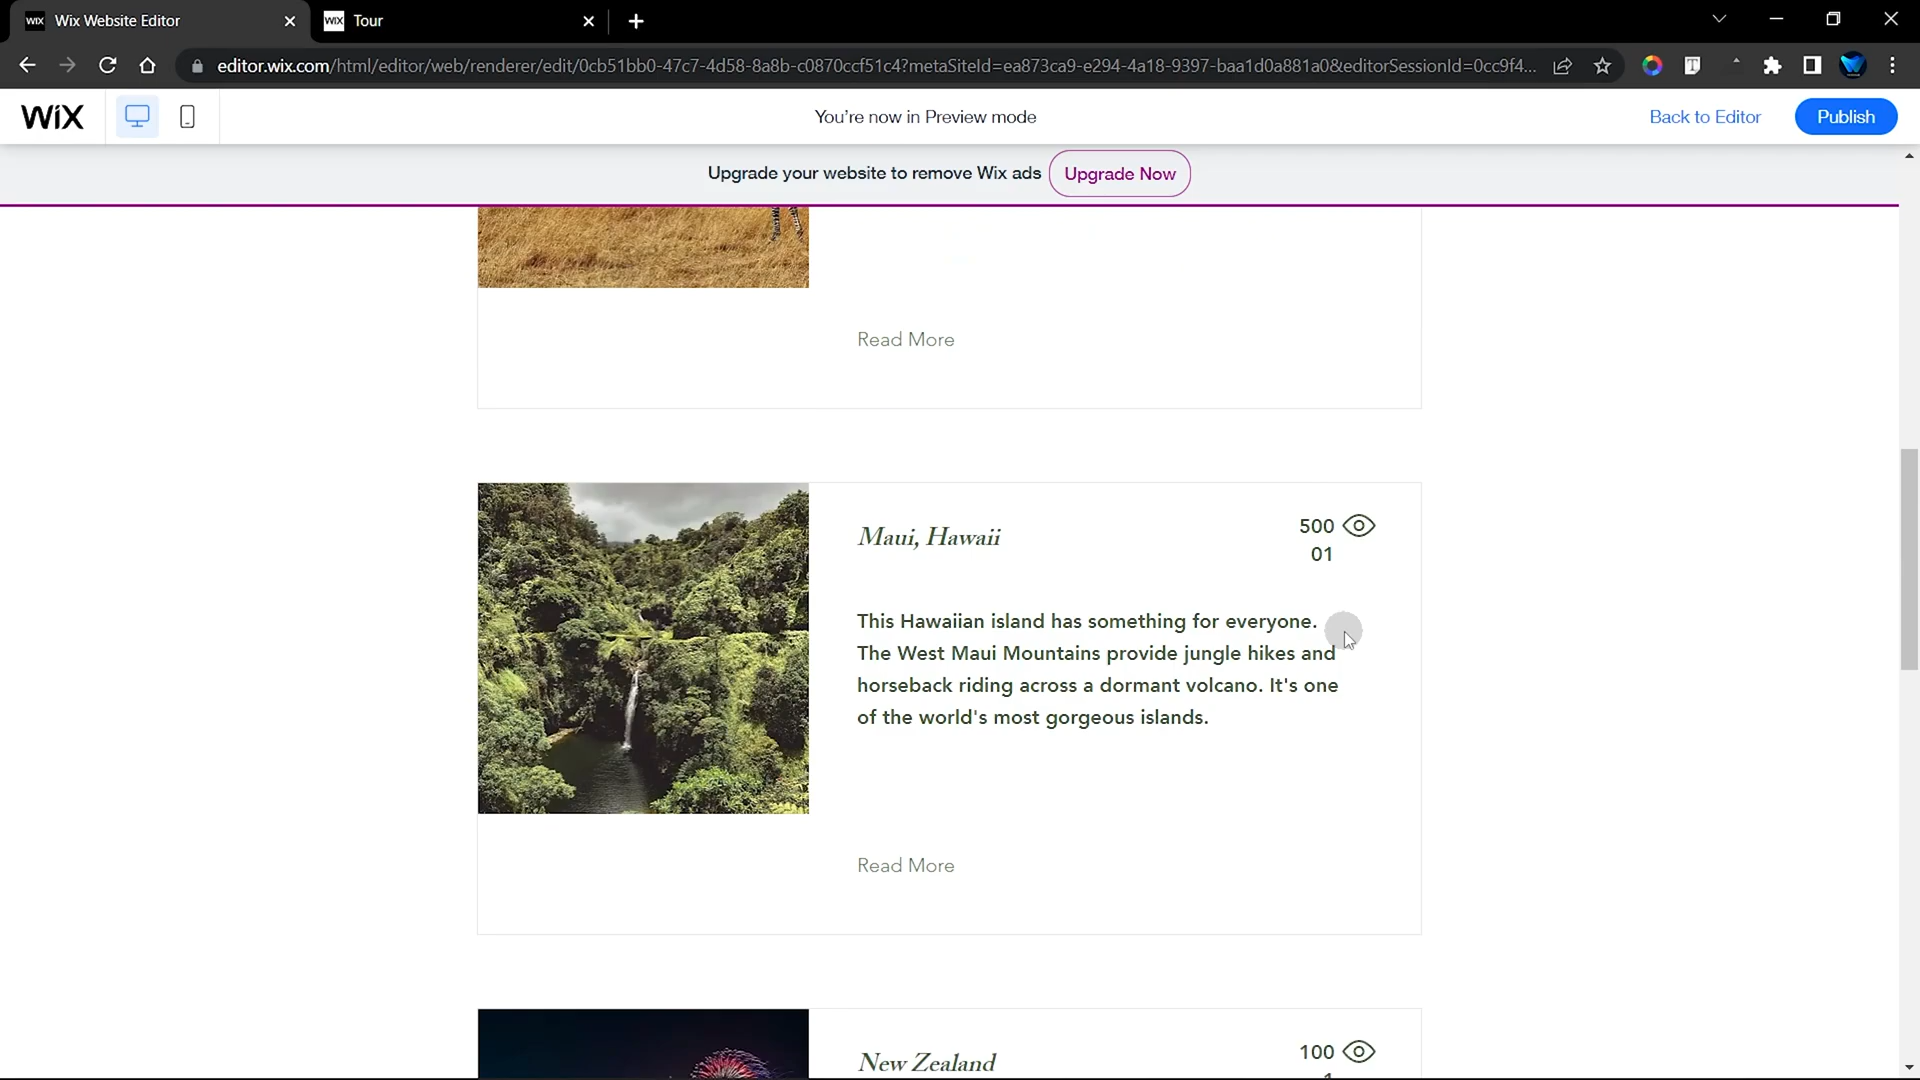 WiX Wix Website Editor
WiX Tour
editor.wix.com/html/editor/web/renderer/edit/0cb51bb0-47c7-4d58-8a8b-c0870ccf51c4?metaSiteId=ea873ca9-e294-4a18-9397-baa1d0a881a0&editorSessionId=0cc9f4...
WiX
You're now in Preview mode
Back to Editor
Publish
Upgrade your website to remove Wix ads
Upgrade Now
Read More
Maui, Hawaii
500
01
This Hawaiian island has something for everyone.
The West Maui Mountains provide jungle hikes and
horseback riding across a dormant volcano. It's one
of the world's most gorgeous islands.
Read More
New Zealand
100